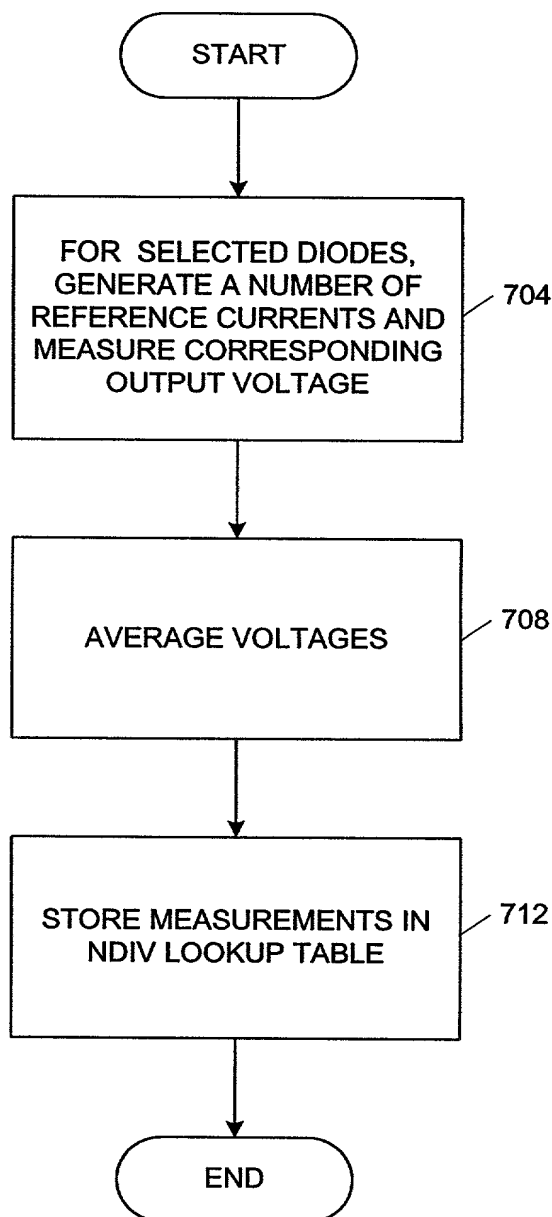 START
FOR SELECTED DIODES,
GENERATE A NUMBER OF
REFERENCE CURRENTS AND
MEASURE CORRESPONDING
OUTPUT VOLTAGE
704
AVERAGE VOLTAGES
708
STORE MEASUREMENTS IN
NDIV LOOKUP TABLE
712
END